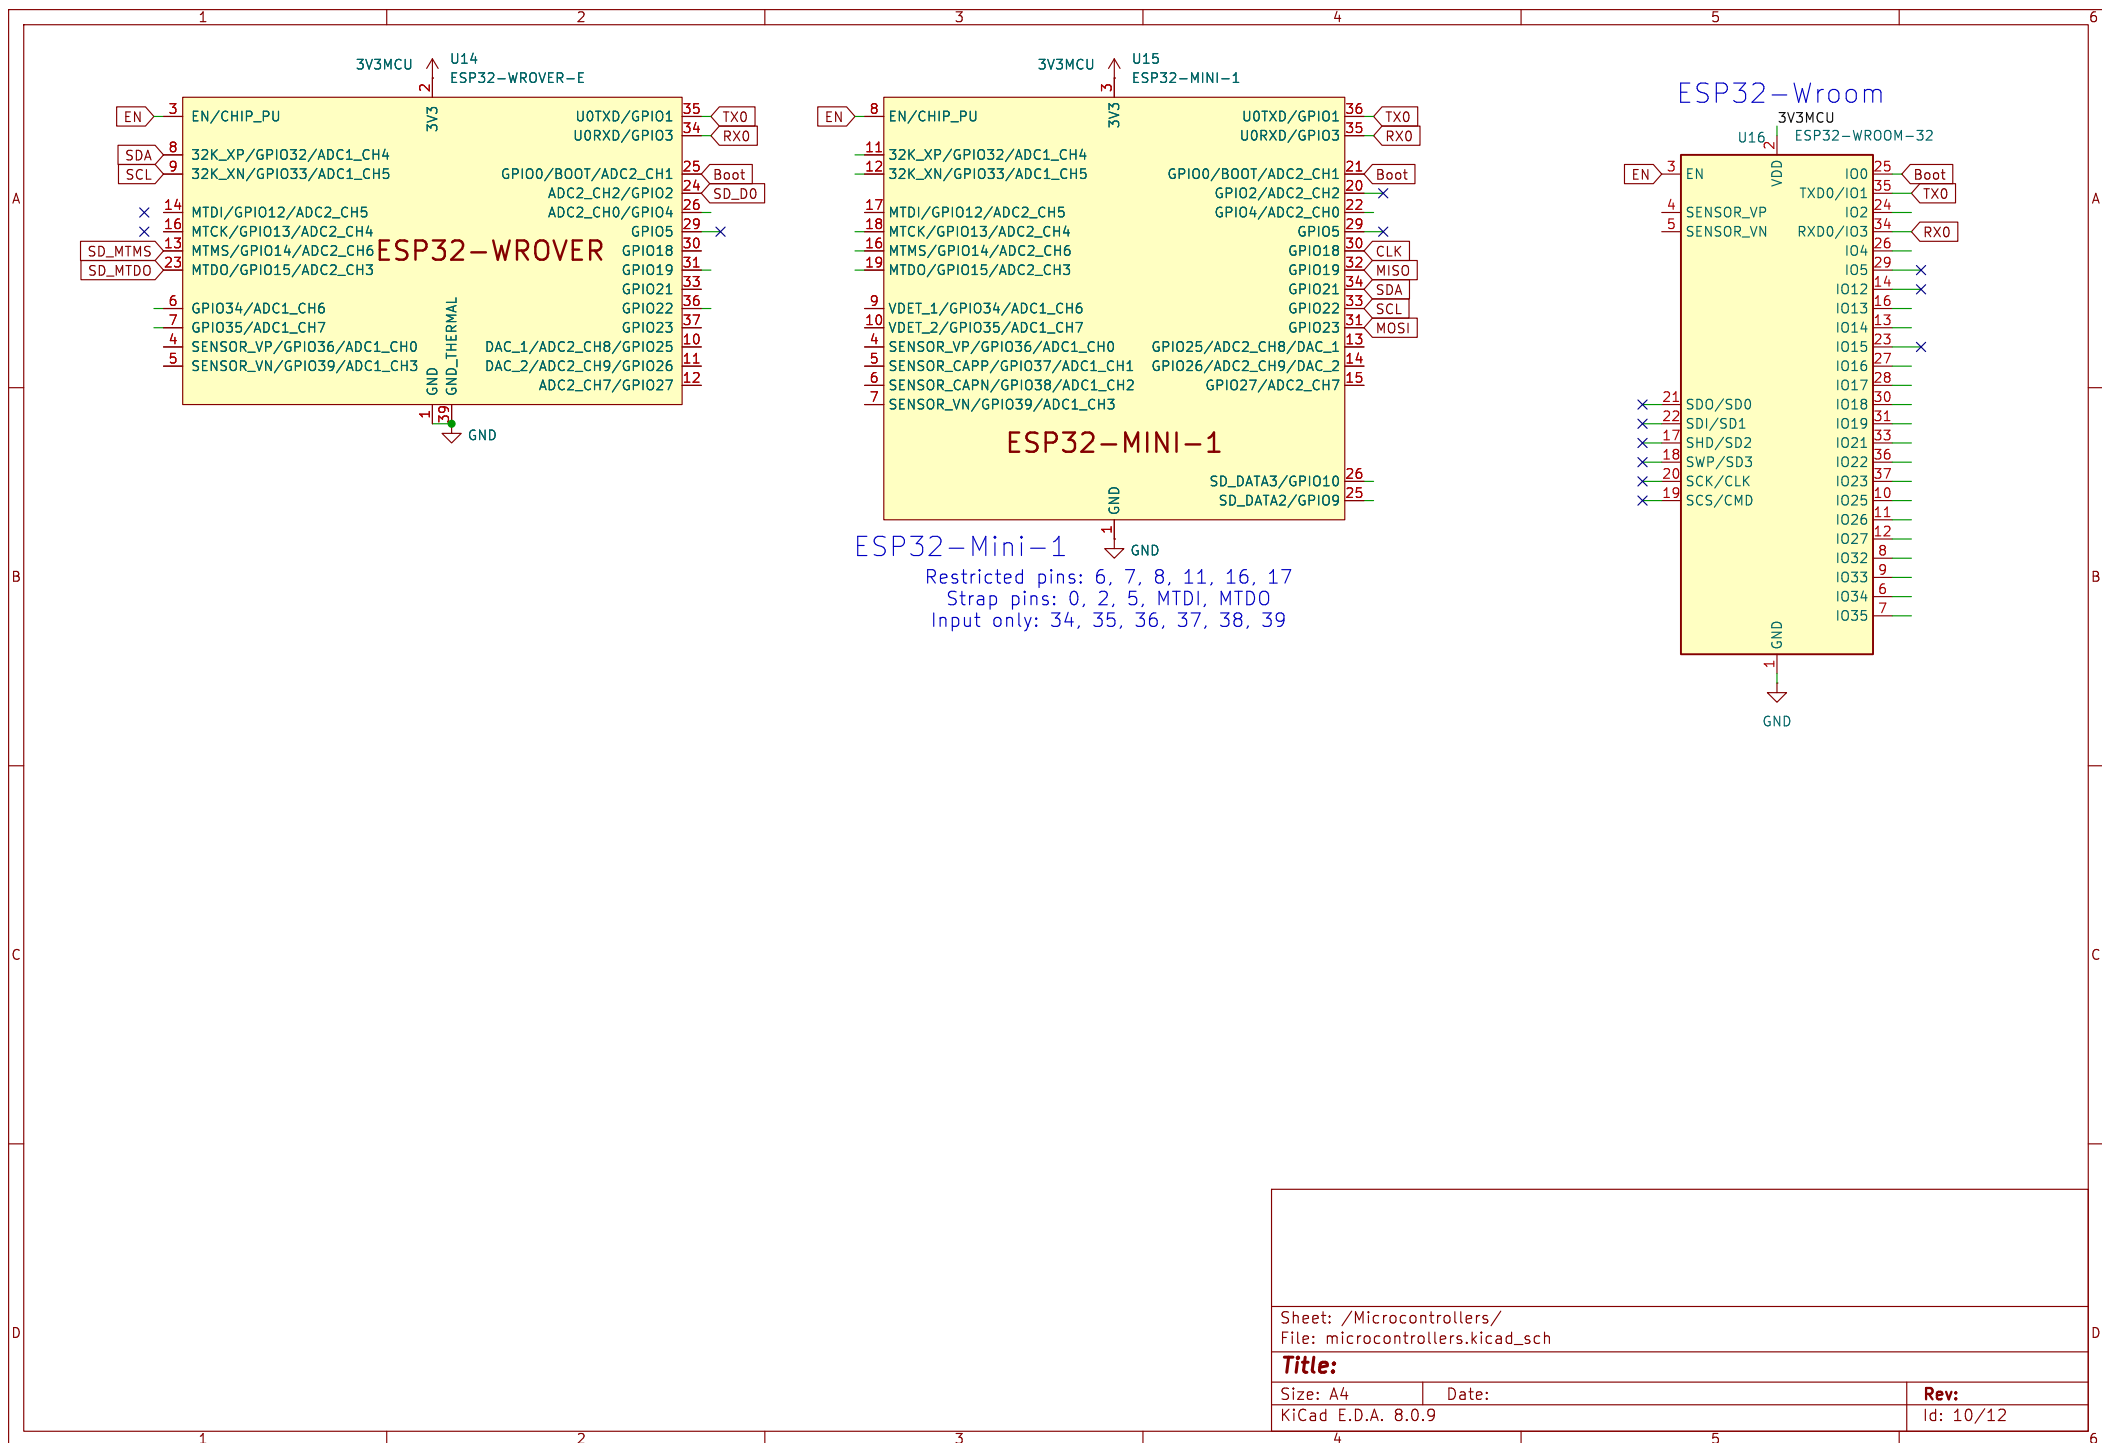 1 2 3 4 5 6
A
B
C
D
A
B
C
D
1 2 3 4 5 6
3V3MCU
U14
ESP32-WROVER-E
2
3V3
EN
3
EN/CHIP_PU
SDA
8
32K_XP/GPIO32/ADC1_CH4
SCL
9
32K_XN/GPIO33/ADC1_CH5
14
MTDI/GPIO12/ADC2_CH5
16
MTCK/GPIO13/ADC2_CH4
SD_MTMS
13
MTMS/GPIO14/ADC2_CH6
SD_MTDO
23
MTDO/GPIO15/ADC2_CH3
6
GPIO34/ADC1_CH6
7
GPIO35/ADC1_CH7
4
SENSOR_VP/GPIO36/ADC1_CH0
5
SENSOR_VN/GPIO39/ADC1_CH3
ESP32-WROVER
U0TXD/GPIO1
35
TX0
U0RXD/GPIO3
34
RX0
GPIO0/BOOT/ADC2_CH1
25
Boot
ADC2_CH2/GPIO2
24
SD_D0
ADC2_CH0/GPIO4
26
GPIO5
29
GPIO18
30
GPIO19
31
GPIO21
33
GPIO22
36
GPIO23
37
DAC_1/ADC2_CH8/GPIO25
10
DAC_2/ADC2_CH9/GPIO26
11
ADC2_CH7/GPIO27
12
GND
GND_THERMAL
1
39
GND
3V3MCU
U15
ESP32-MINI-1
3
3V3
EN
8
EN/CHIP_PU
11
32K_XP/GPIO32/ADC1_CH4
12
32K_XN/GPIO33/ADC1_CH5
17
MTDI/GPIO12/ADC2_CH5
18
MTCK/GPIO13/ADC2_CH4
16
MTMS/GPIO14/ADC2_CH6
19
MTDO/GPIO15/ADC2_CH3
9
VDET_1/GPIO34/ADC1_CH6
10
VDET_2/GPIO35/ADC1_CH7
4
SENSOR_VP/GPIO36/ADC1_CH0
5
SENSOR_CAPP/GPIO37/ADC1_CH1
6
SENSOR_CAPN/GPIO38/ADC1_CH2
7
SENSOR_VN/GPIO39/ADC1_CH3
U0TXD/GPIO1
36
TX0
U0RXD/GPIO3
35
RX0
GPIO0/BOOT/ADC2_CH1
21
Boot
GPIO2/ADC2_CH2
20
GPIO4/ADC2_CH0
22
GPIO5
29
GPIO18
30
CLK
GPIO19
32
MISO
GPIO21
34
SDA
GPIO22
33
SCL
GPIO23
31
MOSI
GPIO25/ADC2_CH8/DAC_1
13
GPIO26/ADC2_CH9/DAC_2
14
GPIO27/ADC2_CH7
15
ESP32-MINI-1
SD_DATA3/GPIO10
26
SD_DATA2/GPIO9
25
GND
1
GND
ESP32-Mini-1
Restricted pins: 6, 7, 8, 11, 16, 17
Strap pins: 0, 2, 5, MTDI, MTDO
Input only: 34, 35, 36, 37, 38, 39
ESP32-Wroom
3V3MCU
U16
ESP32-WROOM-32
2
VDD
EN
3
EN
4
SENSOR_VP
5
SENSOR_VN
21
SDO/SD0
22
SDI/SD1
17
SHD/SD2
18
SWP/SD3
20
SCK/CLK
19
SCS/CMD
IO0
25
Boot
TXD0/IO1
35
TX0
IO2
24
RXD0/IO3
34
RX0
IO4
26
IO5
29
IO12
14
IO13
16
IO14
13
IO15
23
IO16
27
IO17
28
IO18
30
IO19
31
IO21
33
IO22
36
IO23
37
IO25
10
IO26
11
IO27
12
IO32
8
IO33
9
IO34
6
IO35
7
GND
1
GND
Sheet: /Microcontrollers/
File: microcontrollers.kicad_sch
Title:
Size: A4
Date:
Rev:
KiCad E.D.A. 8.0.9
Id: 10/12